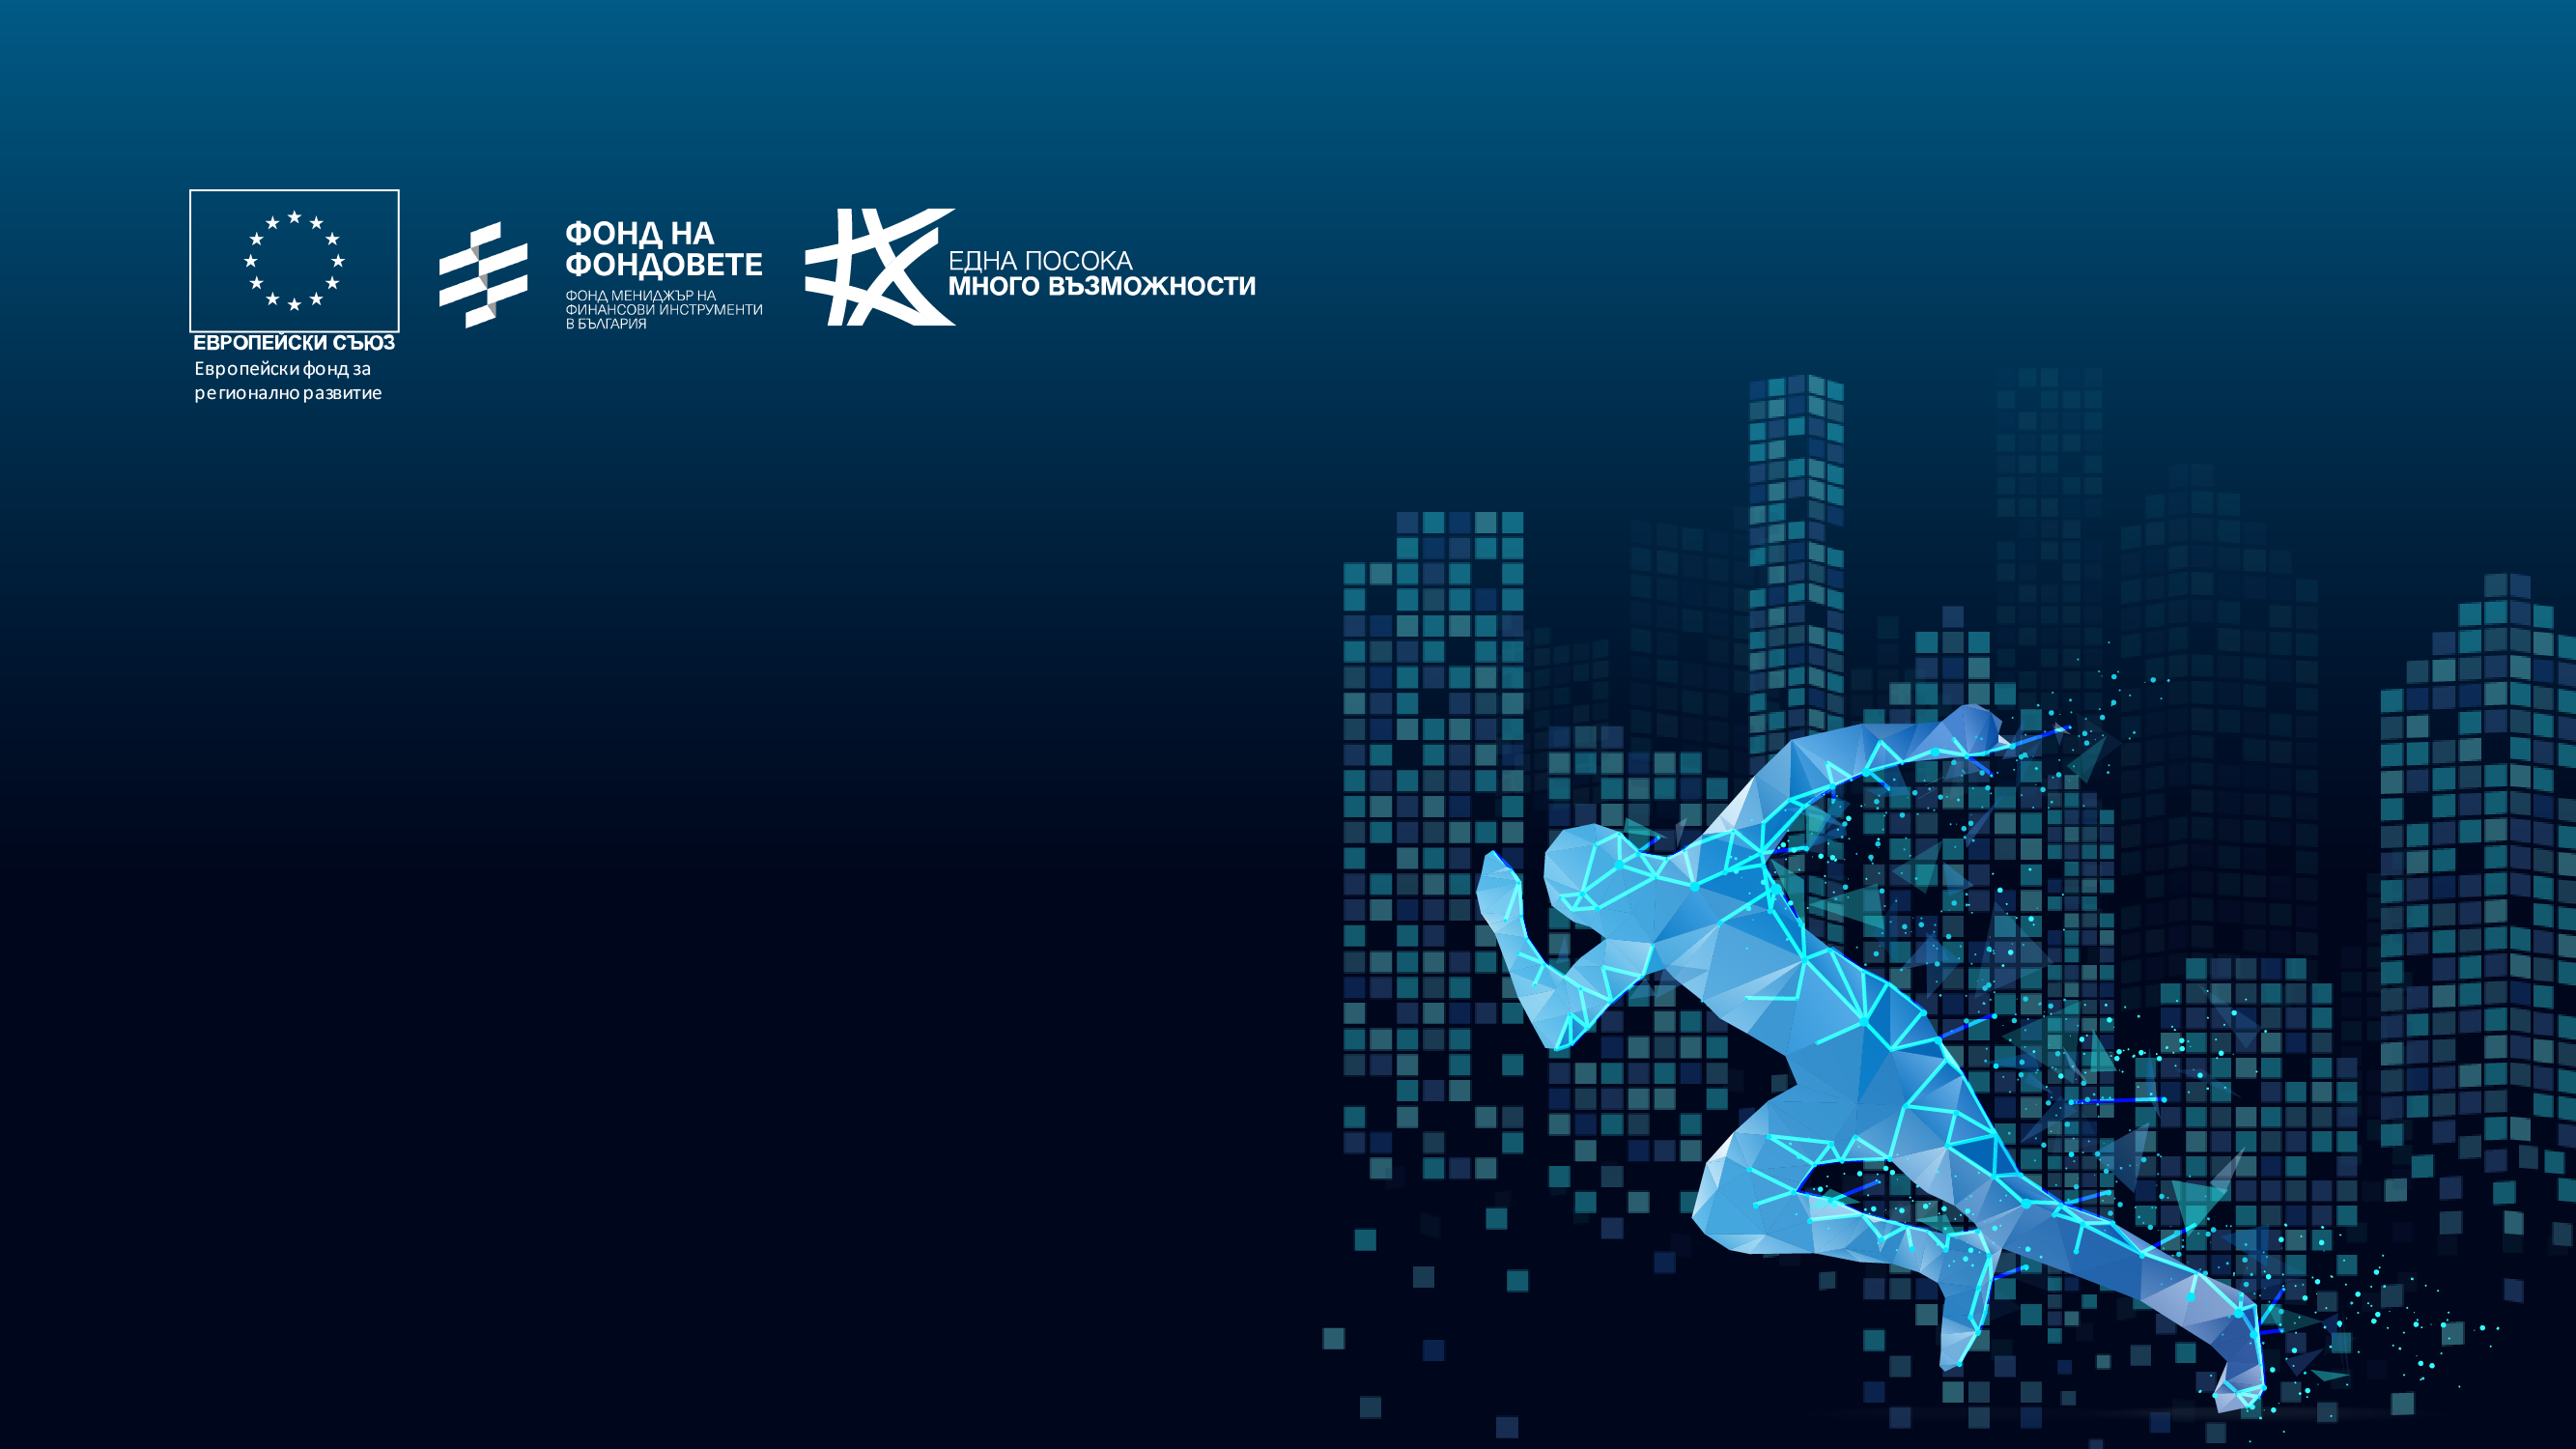 ЕВРОПЕЙСКИ СЪЮЗ
Европейски фонд за
регионално развитие
ФОНД НА
ФОНДОВЕТЕ
ФОНД МЕНИДЖЪР НА
ФИНАНСОВИ ИНСТРУМЕНТИ
В БЪЛГАРИЯ
ЕДНА ПОСОКА
МНОГО ВЪЗМОЖНОСТИ